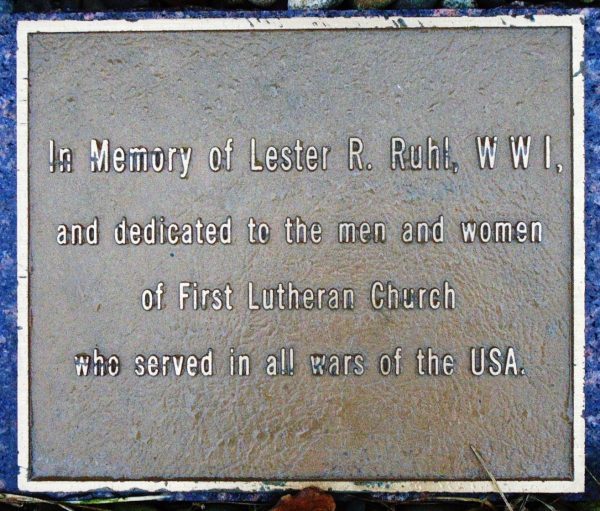 In Memory of Lester R. Ruhl, W W I,
and dedicated to the men and women
of First Lutheran Church
who served in all wars of the USA.